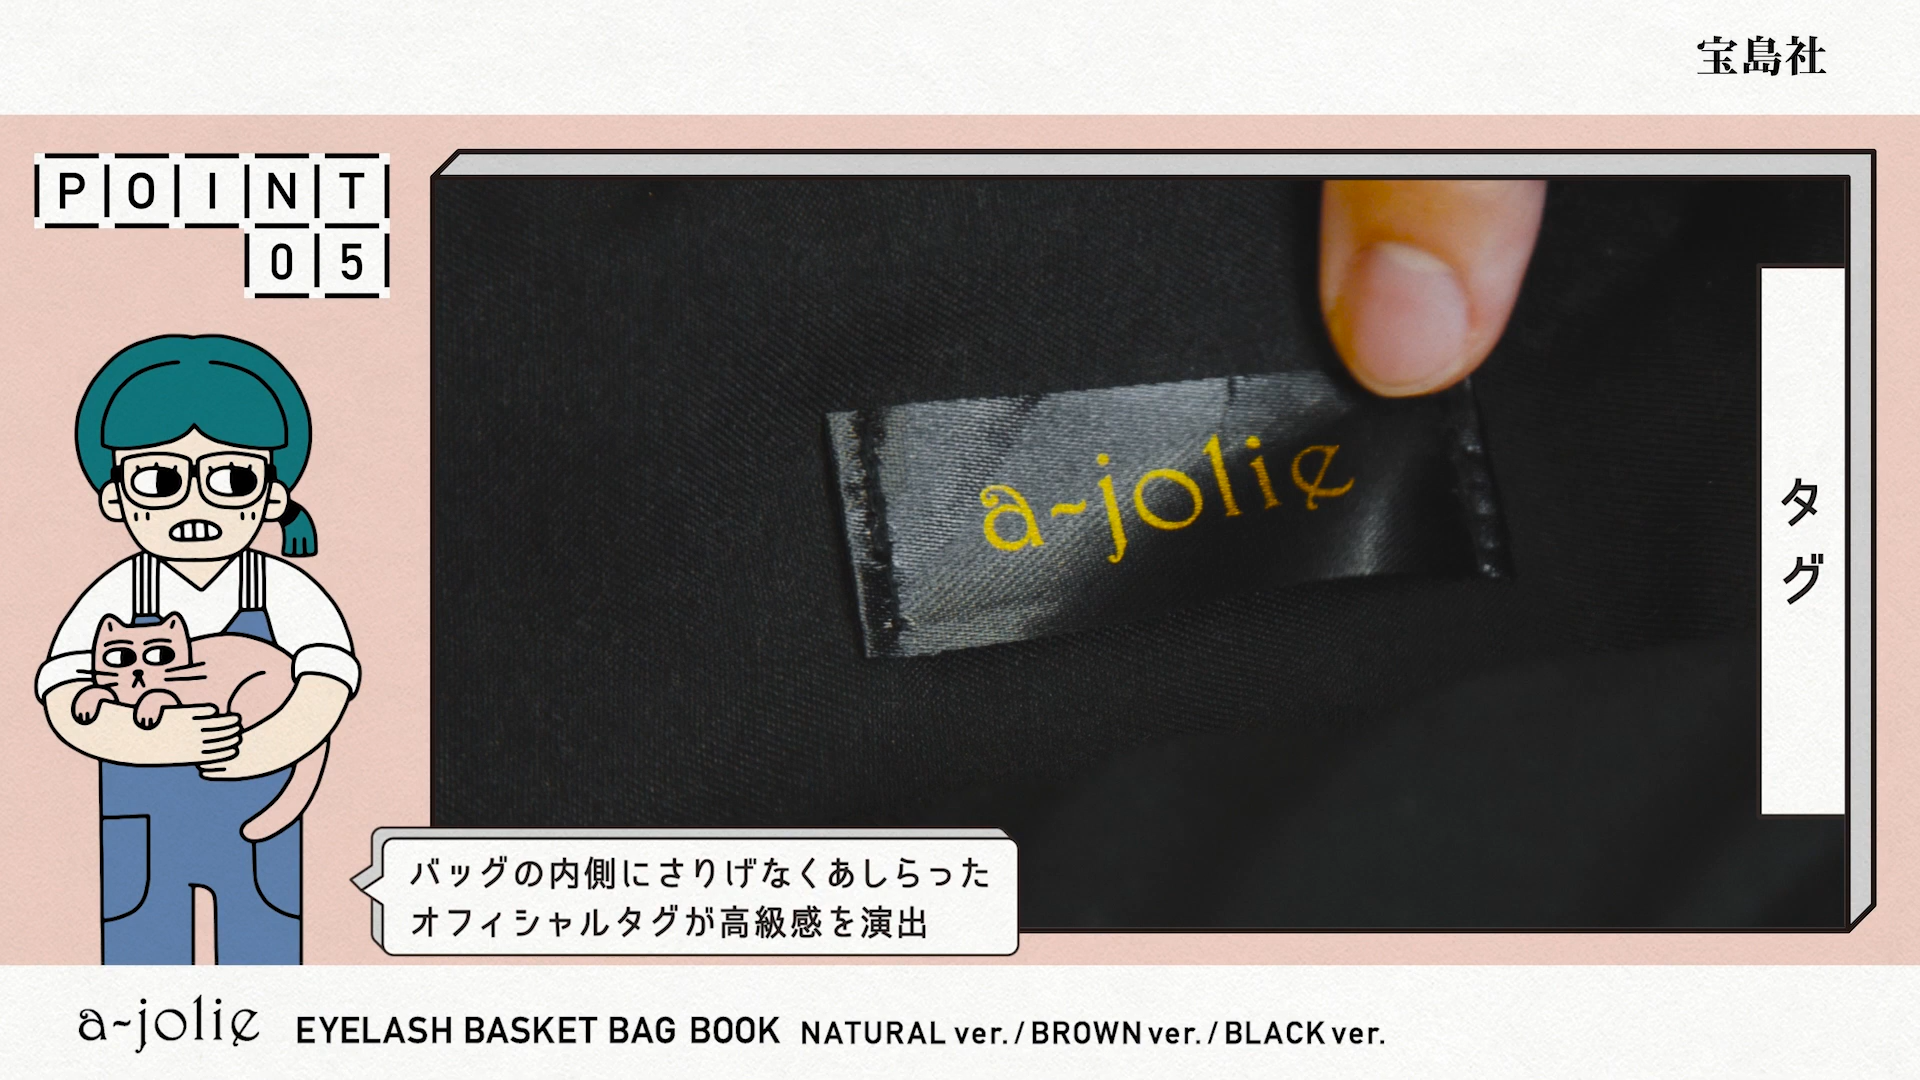 宝島社
POINT
05
a~jolie
タグ
バッグの内側にさりげなくあしらった
オフィシャルタグが高級感を演出
a~jolie EYELASH BASKET BAG BOOK NATURAL ver. / BROWN ver. / BLACK ver.